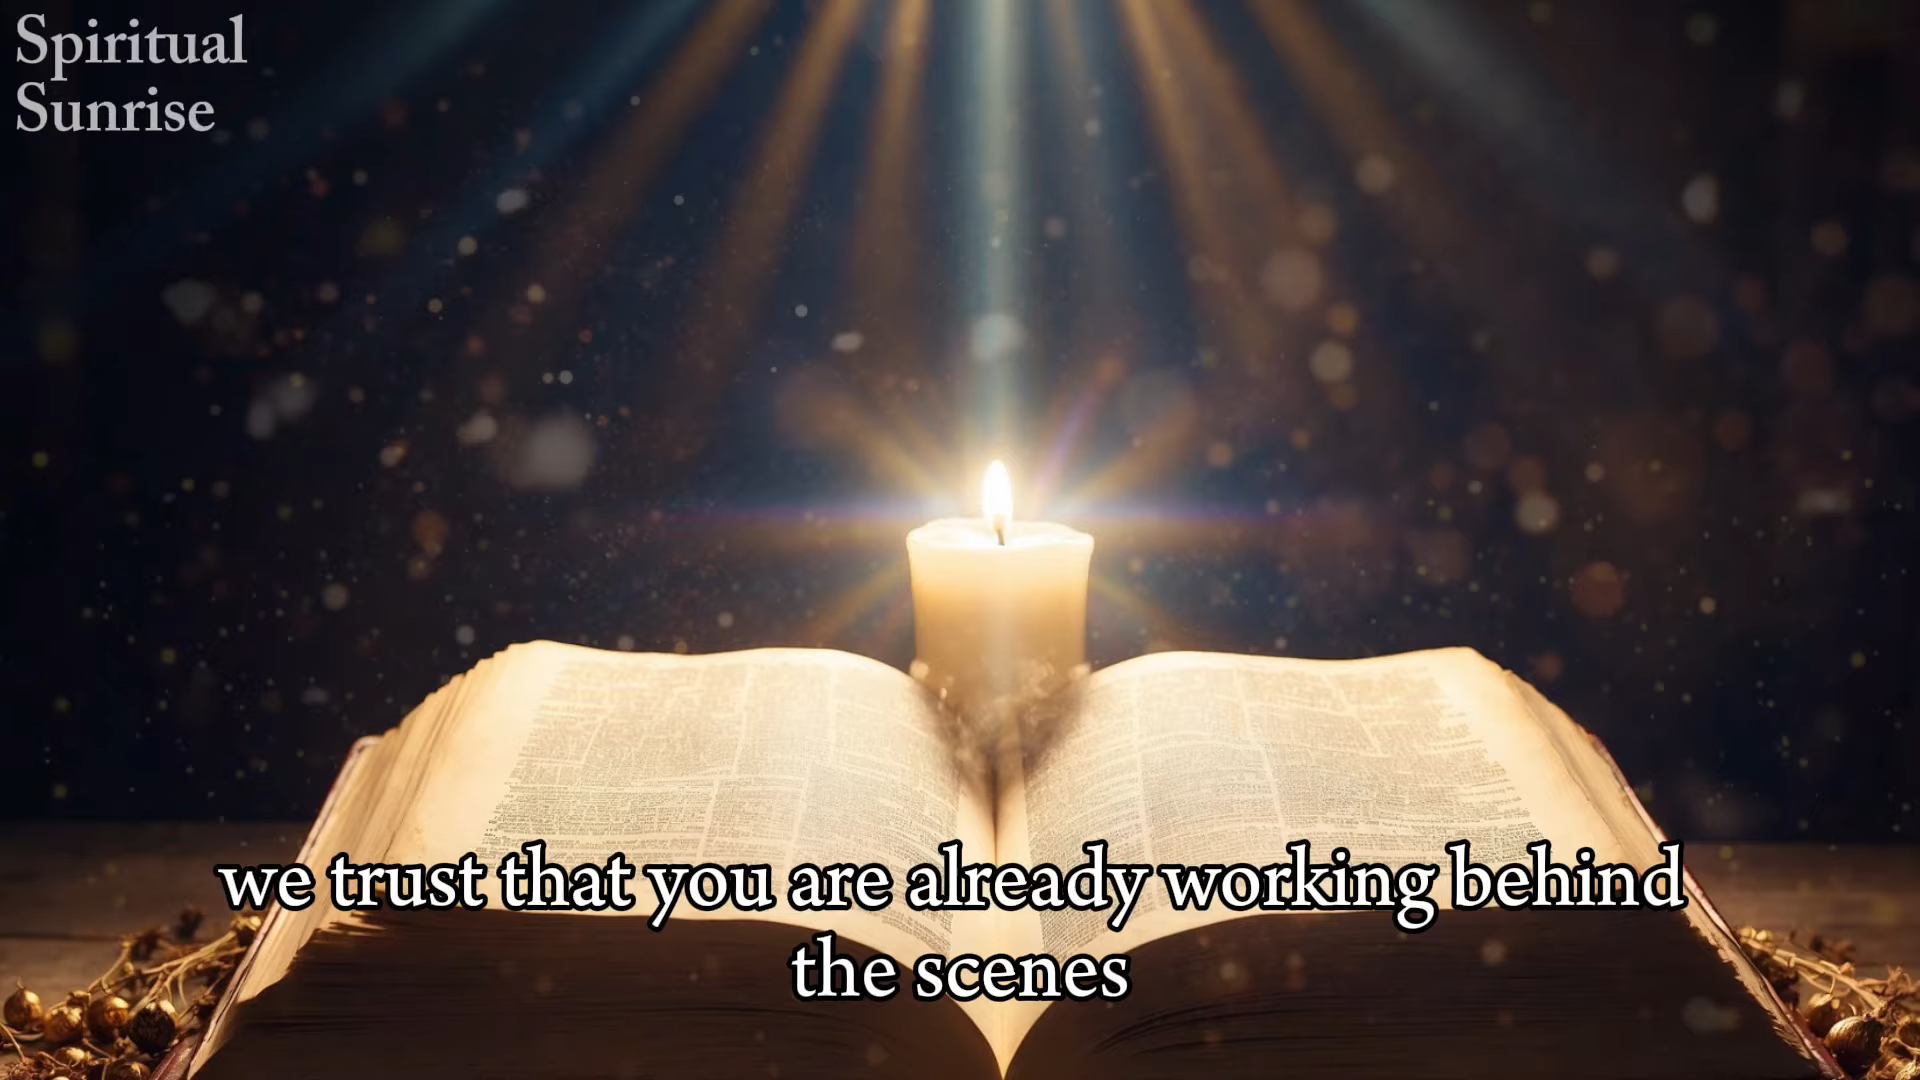 Spiritual
Sunrise
we trust that you are already working behind
the scenes